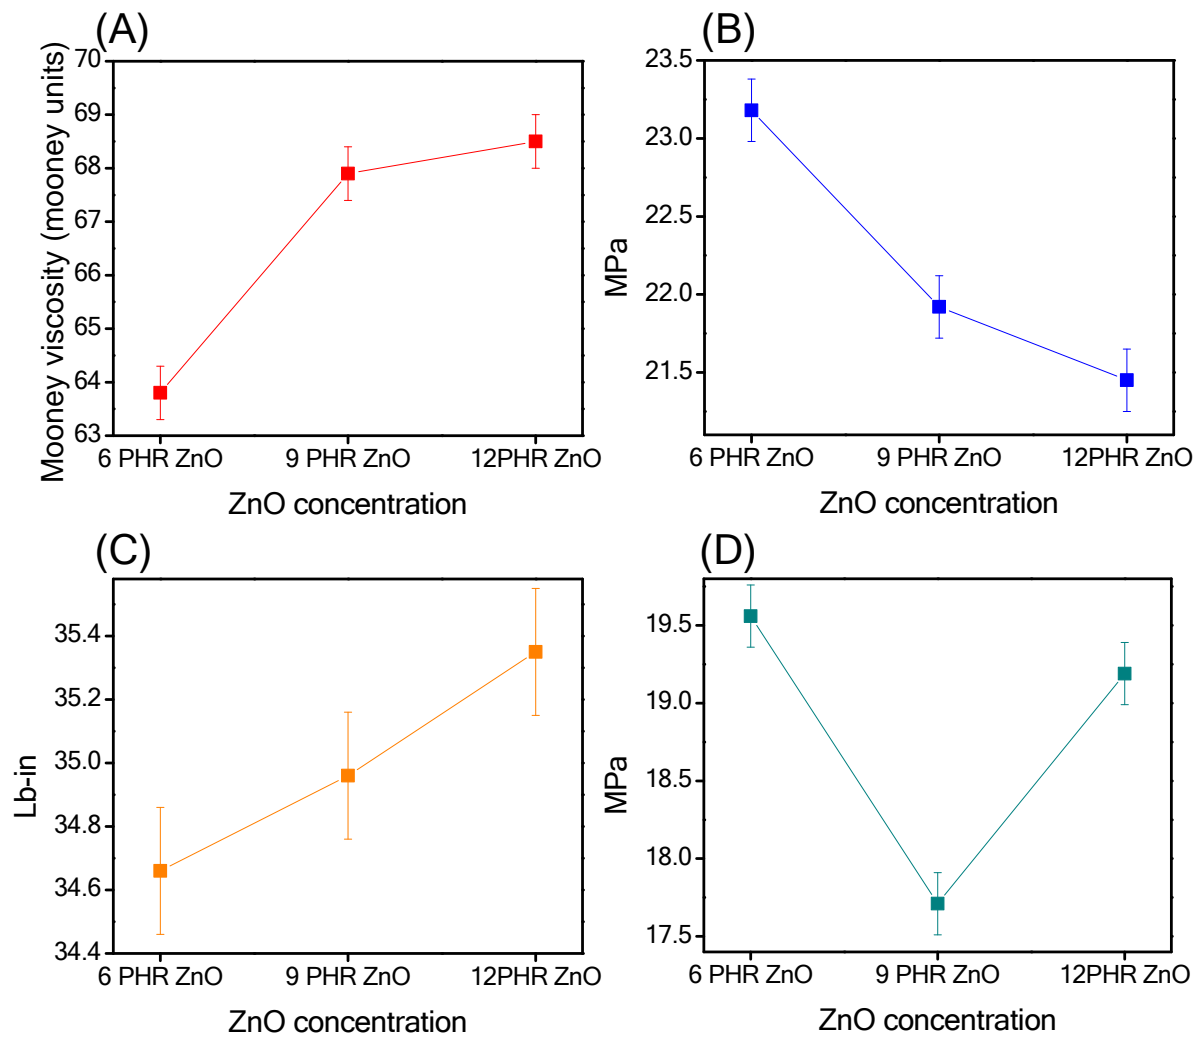 (A)
Mooney viscosity (mooney units)
70
69
68
67
66
65
64
63
6 PHR ZnO
9 PHR ZnO
12PHR ZnO
ZnO concentration
(B)
MPa
23.5
23.0
22.5
22.0
21.5
6 PHR ZnO
9 PHR ZnO
12PHR ZnO
ZnO concentration
(C)
Lb-in
35.4
35.2
35.0
34.8
34.6
34.4
6 PHR ZnO
9 PHR ZnO
12PHR ZnO
ZnO concentration
(D)
MPa
19.5
19.0
18.5
18.0
17.5
6 PHR ZnO
9 PHR ZnO
12PHR ZnO
ZnO concentration